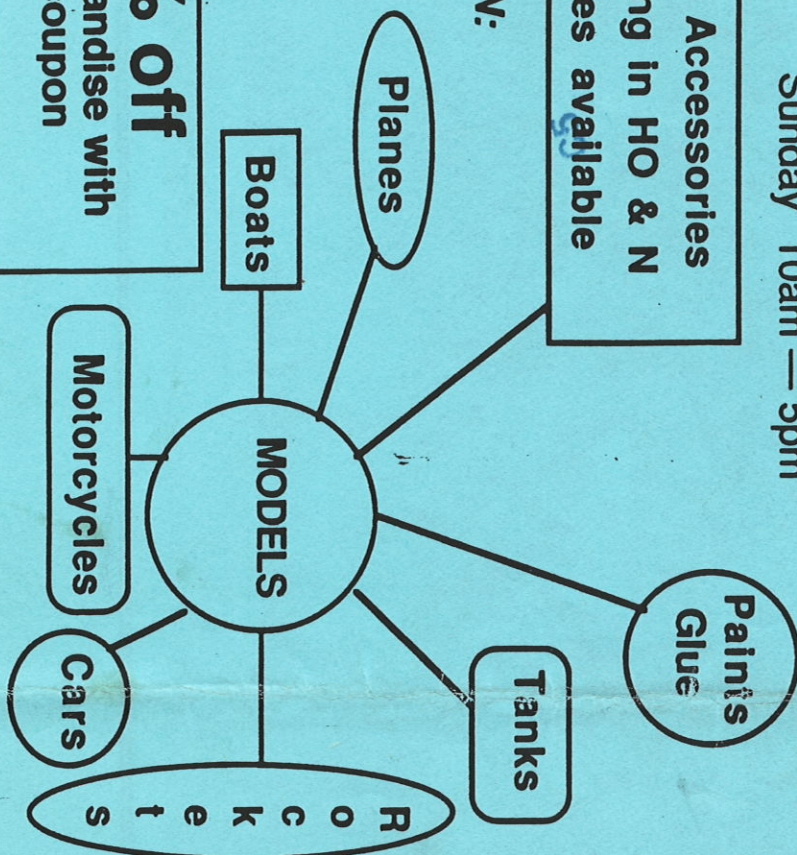 Sunday 10am — 5pm
Accessories
ng in HO & N
es available
W:
Paints
Glue
Planes
Tanks
Boats
MODELS
Rockets
Motorcycles
Cars
% off
andise with
oupon